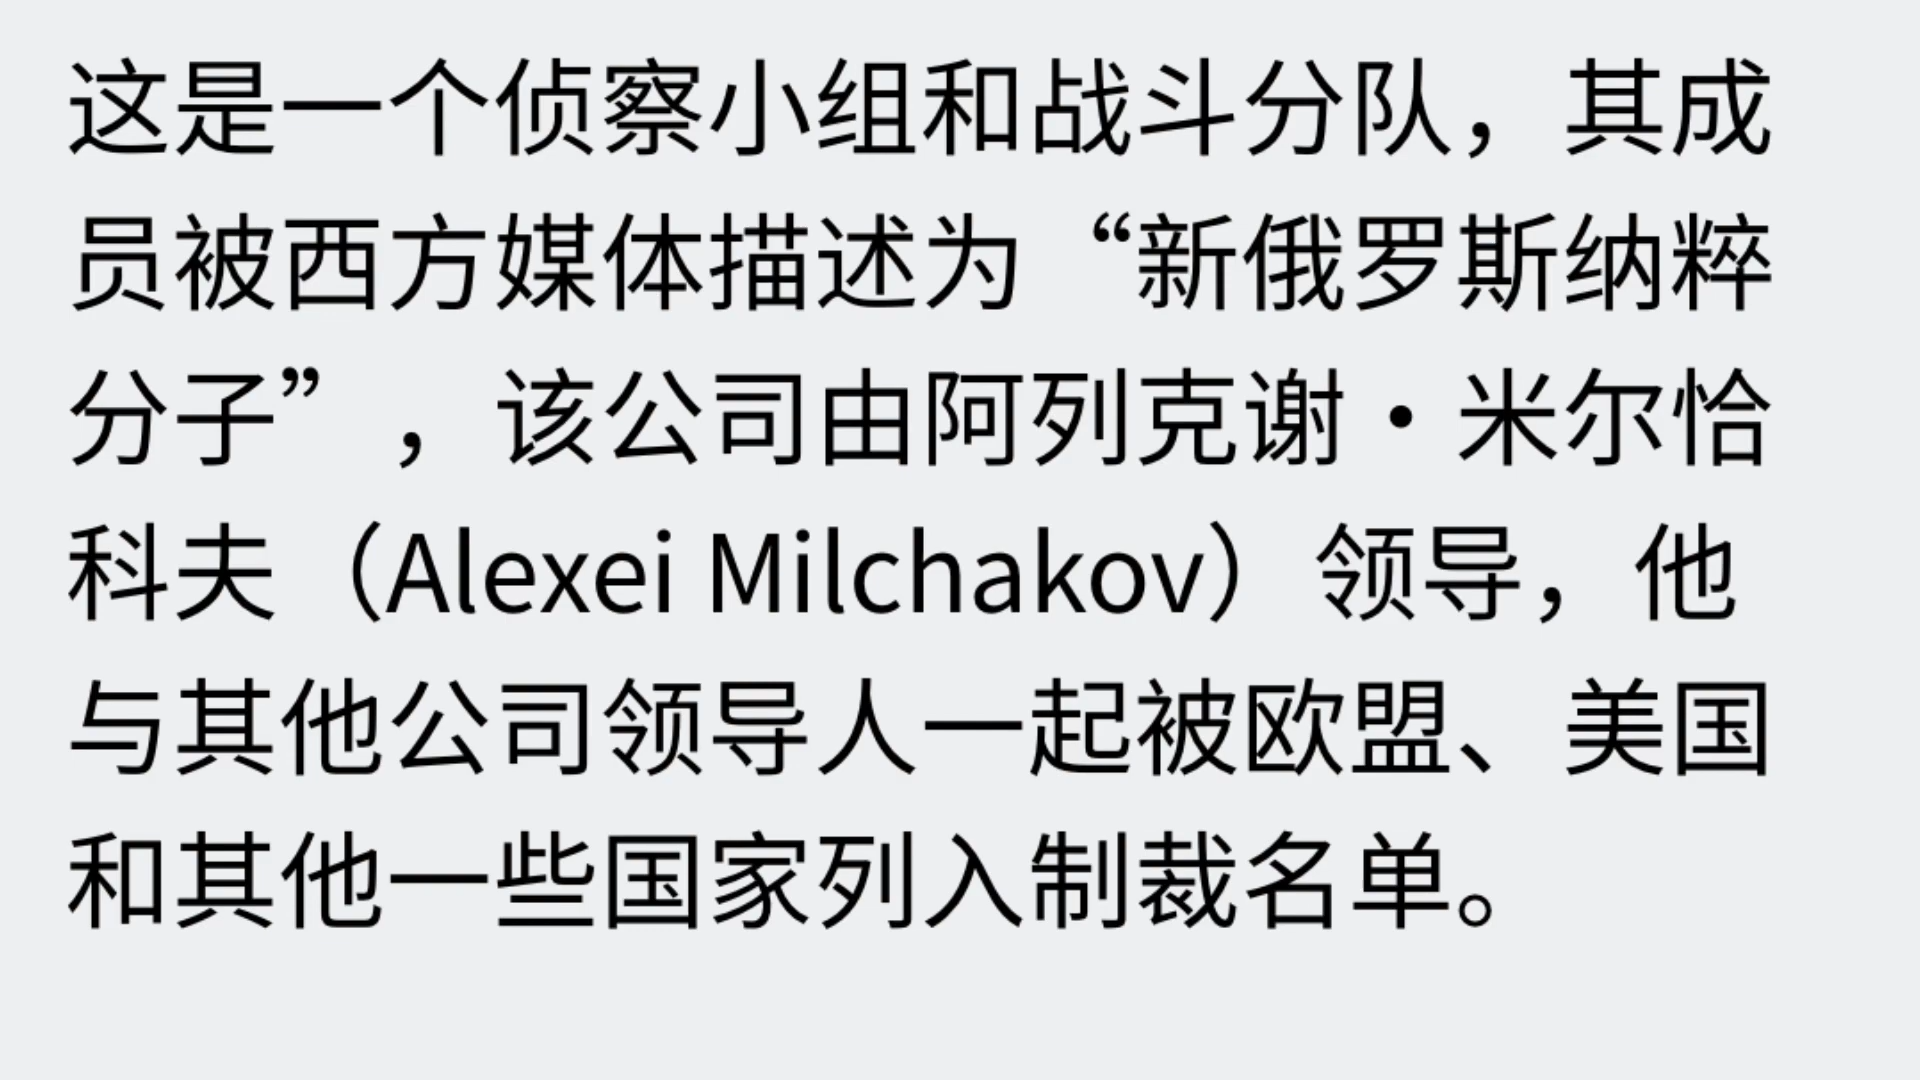 这是一个侦察小组和战斗分队，其成
员被西方媒体描述为“新俄罗斯纳粹
分子”，该公司由阿列克谢·米尔恰
科夫（Alexei Milchakov）领导，他
与其他公司领导人一起被欧盟、美国
和其他一些国家列入制裁名单。